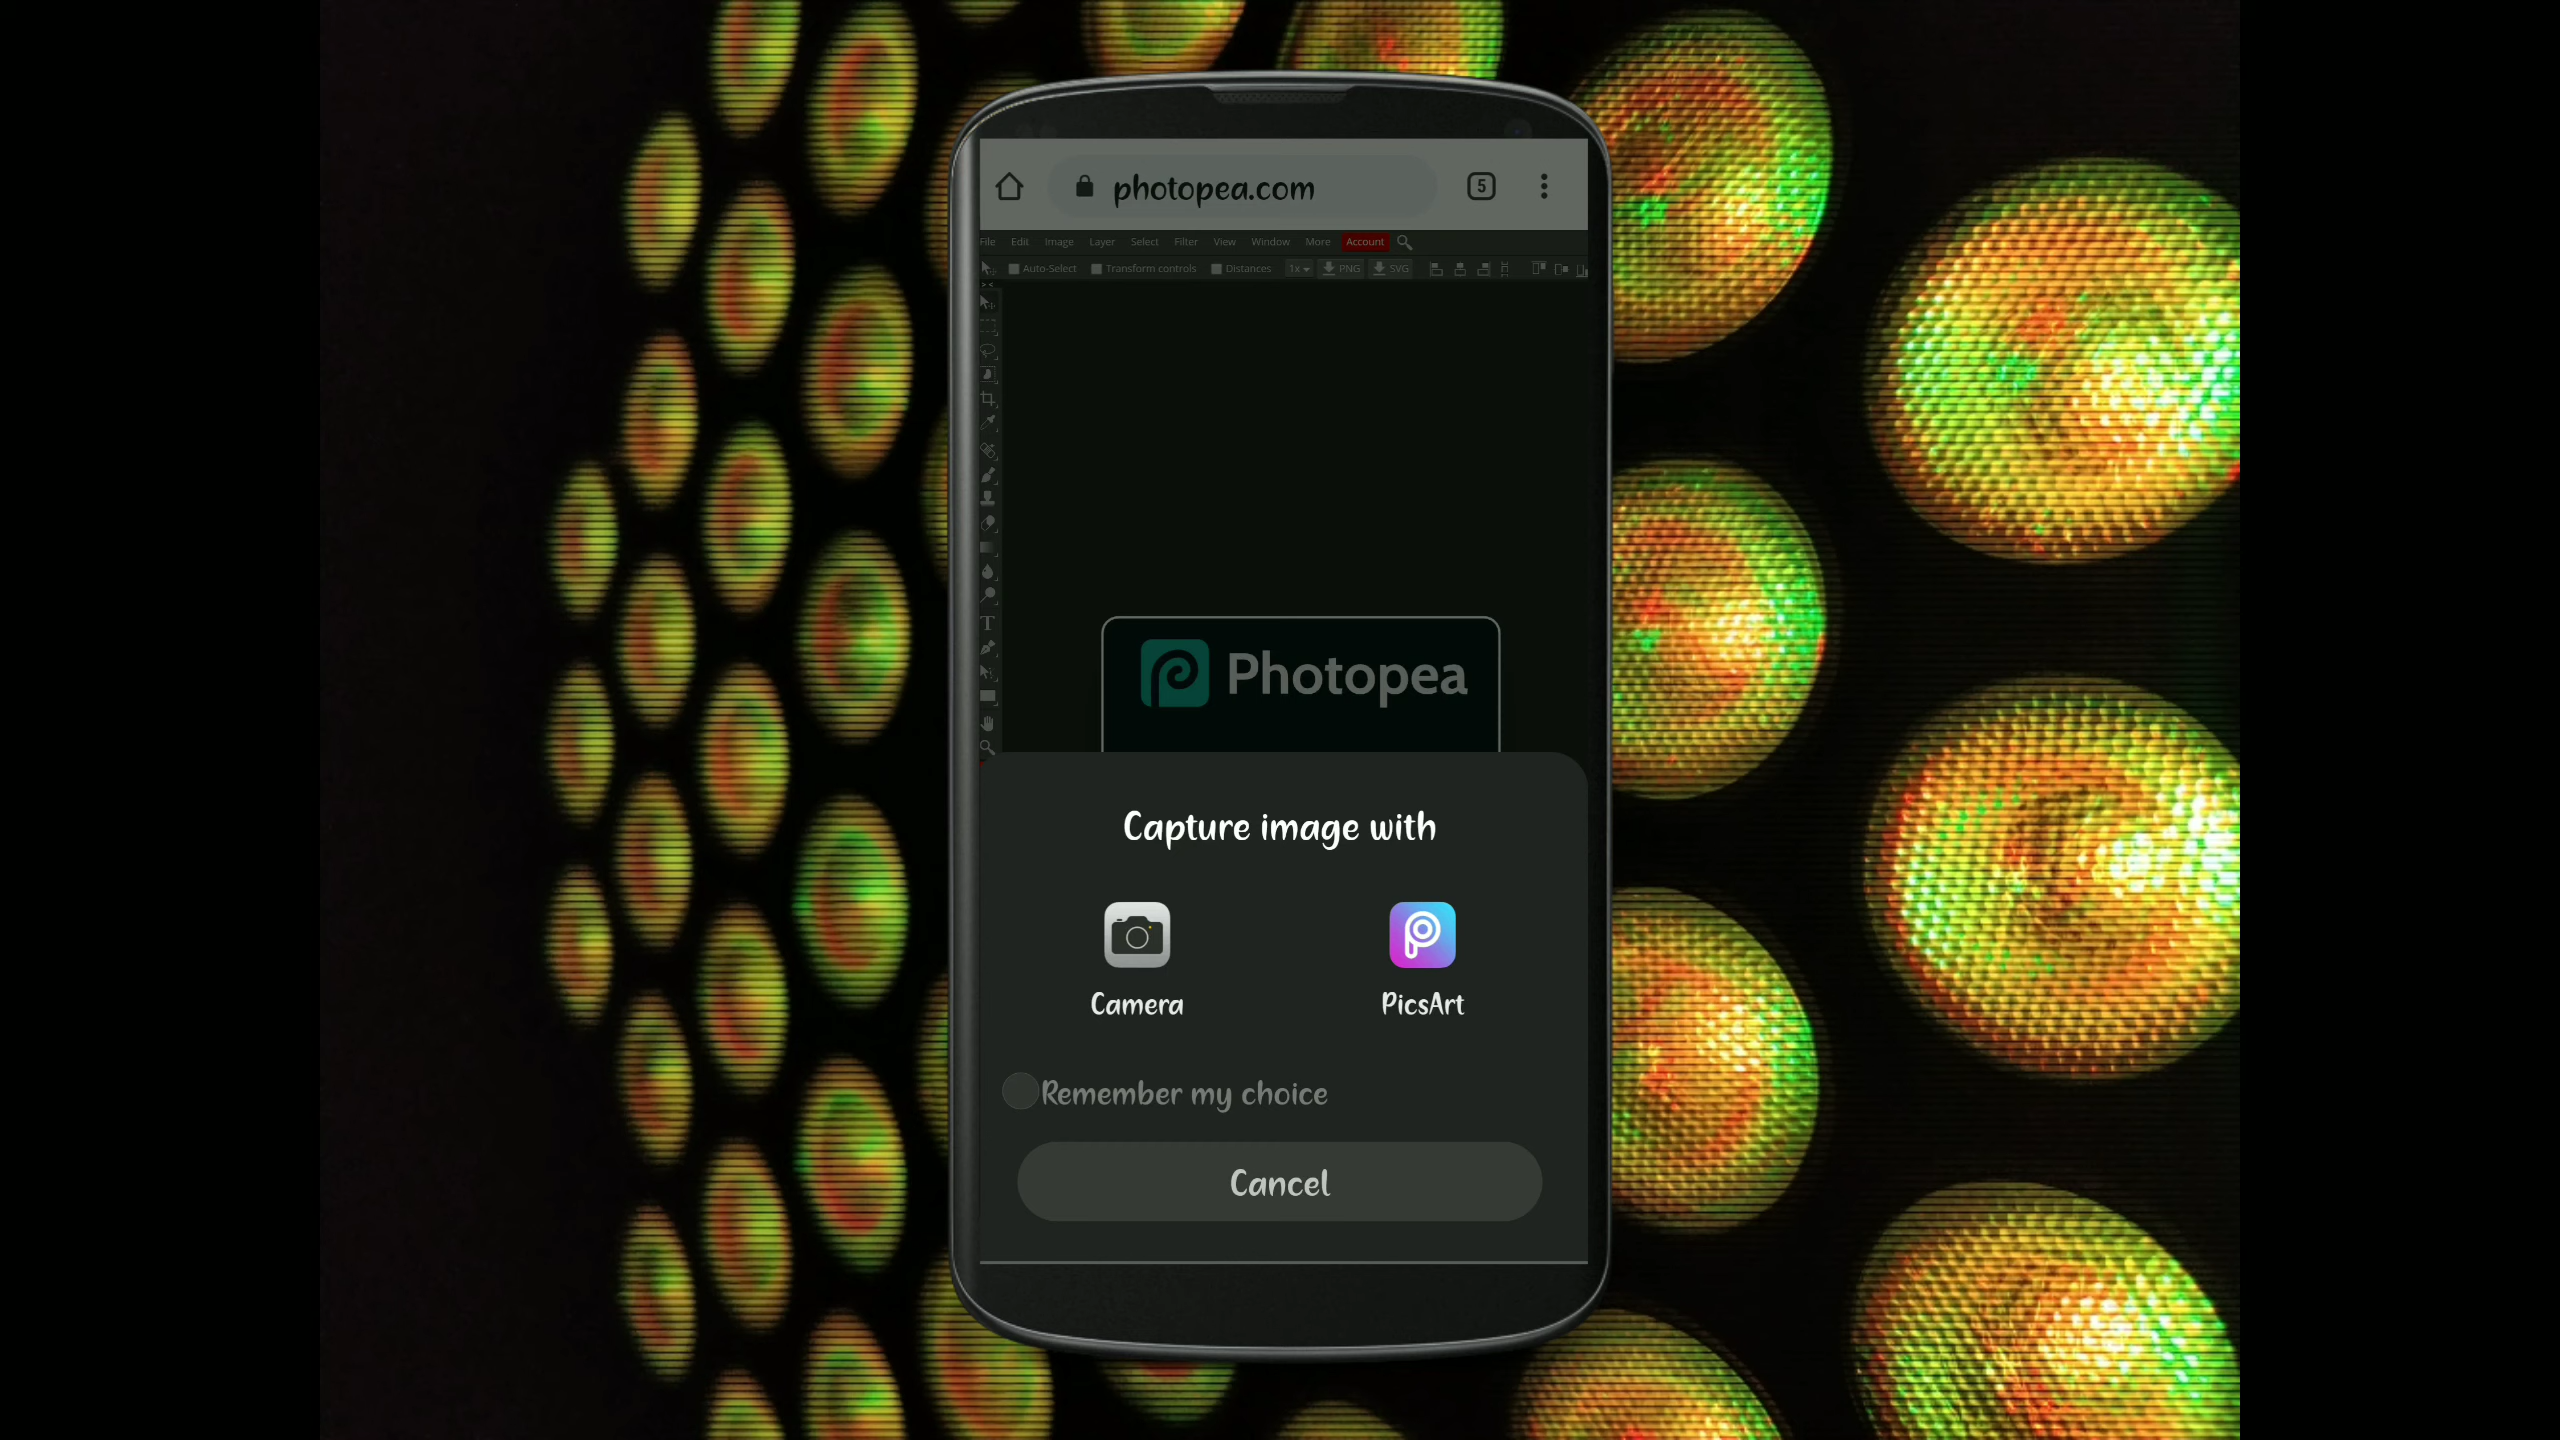 photopea.com
5
File Edit Image Layer Select Filter View Window More Account
Auto-Select Transform controls Distances 1x PNG SVG
T
Photopea
Capture image with
Camera PicsArt
Remember my choice
Cancel